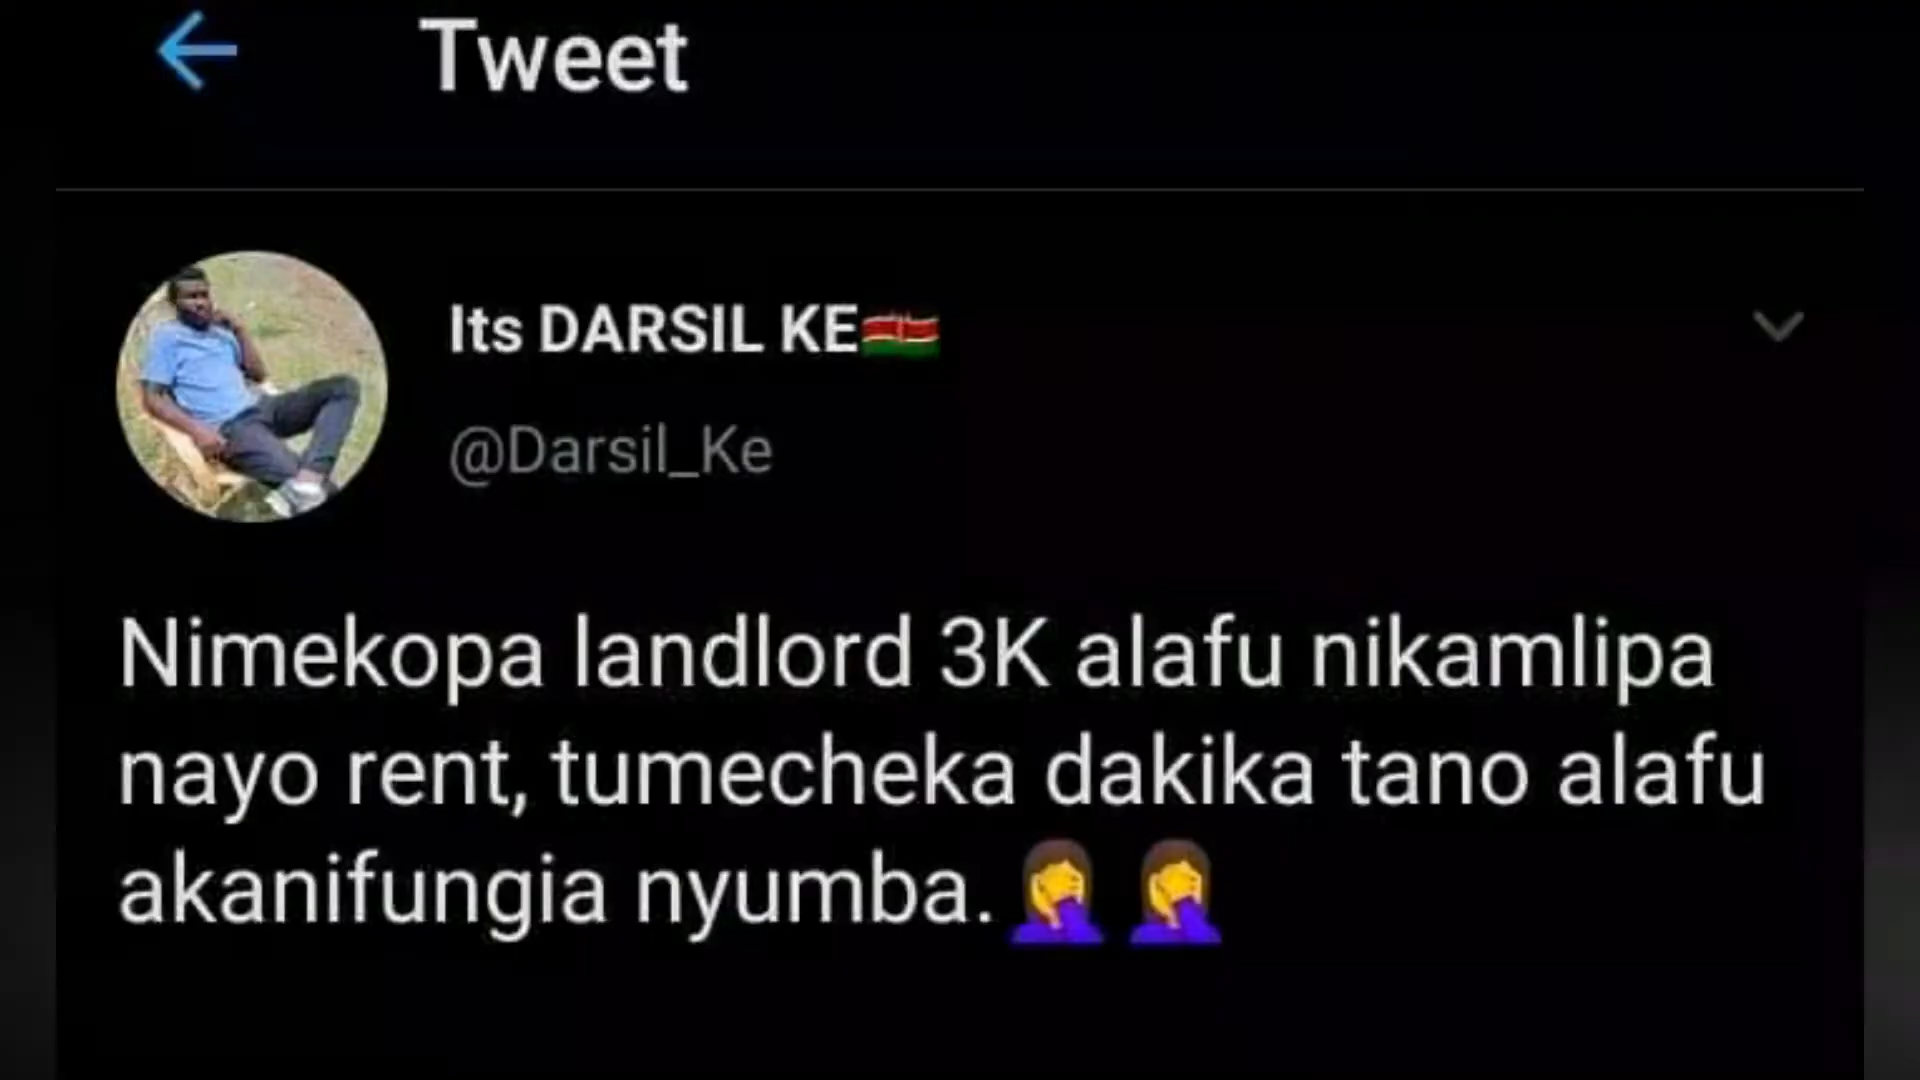 Tweet
Its DARSIL KE🇰🇪
@Darsil_Ke
Nimekopa landlord 3K alafu nikamlipa
nayo rent, tumecheka dakika tano alafu
akanifungia nyumba.🤦‍♀️🤦‍♀️